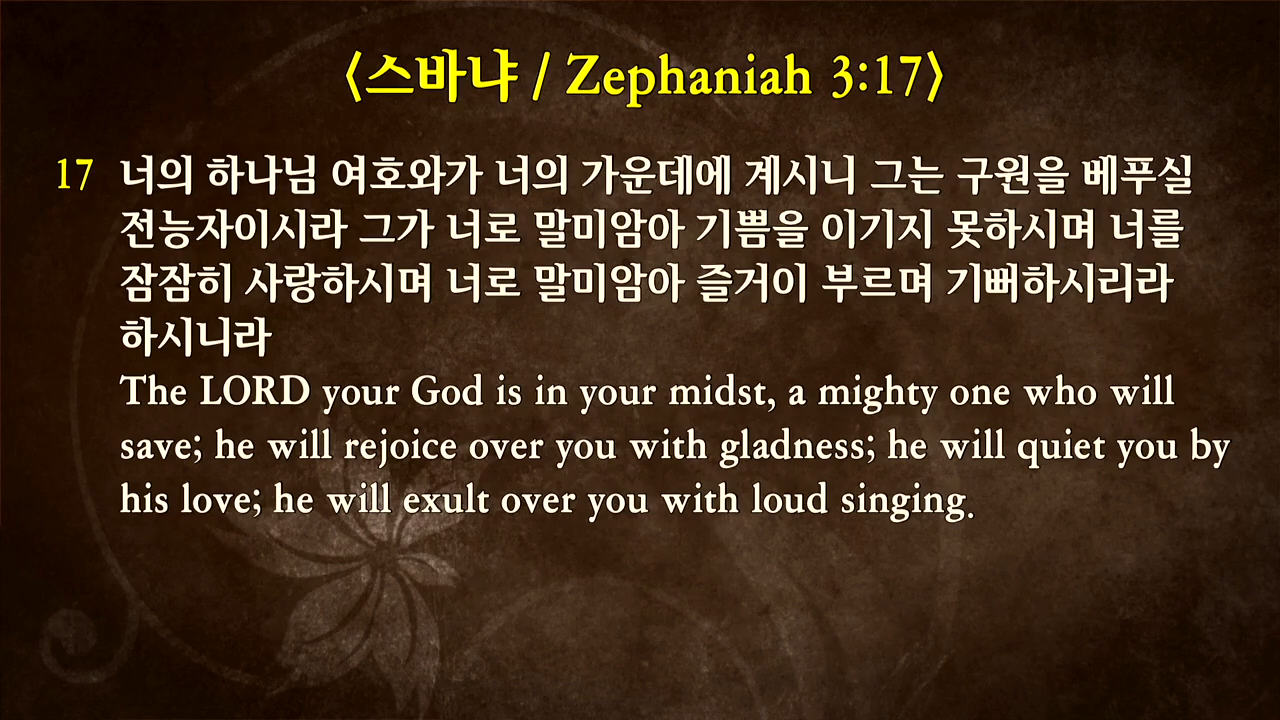 〈스바냐 / Zephaniah 3:17〉
17 너의 하나님 여호와가 너의 가운데에 계시니 그는 구원을 베푸실
전능자이시라 그가 너로 말미암아 기쁨을 이기지 못하시며 너를
잠잠히 사랑하시며 너로 말미암아 즐거이 부르며 기뻐하시리라
하시니라
The LORD your God is in your midst, a mighty one who will
save; he will rejoice over you with gladness; he will quiet you by
his love; he will exult over you with loud singing.